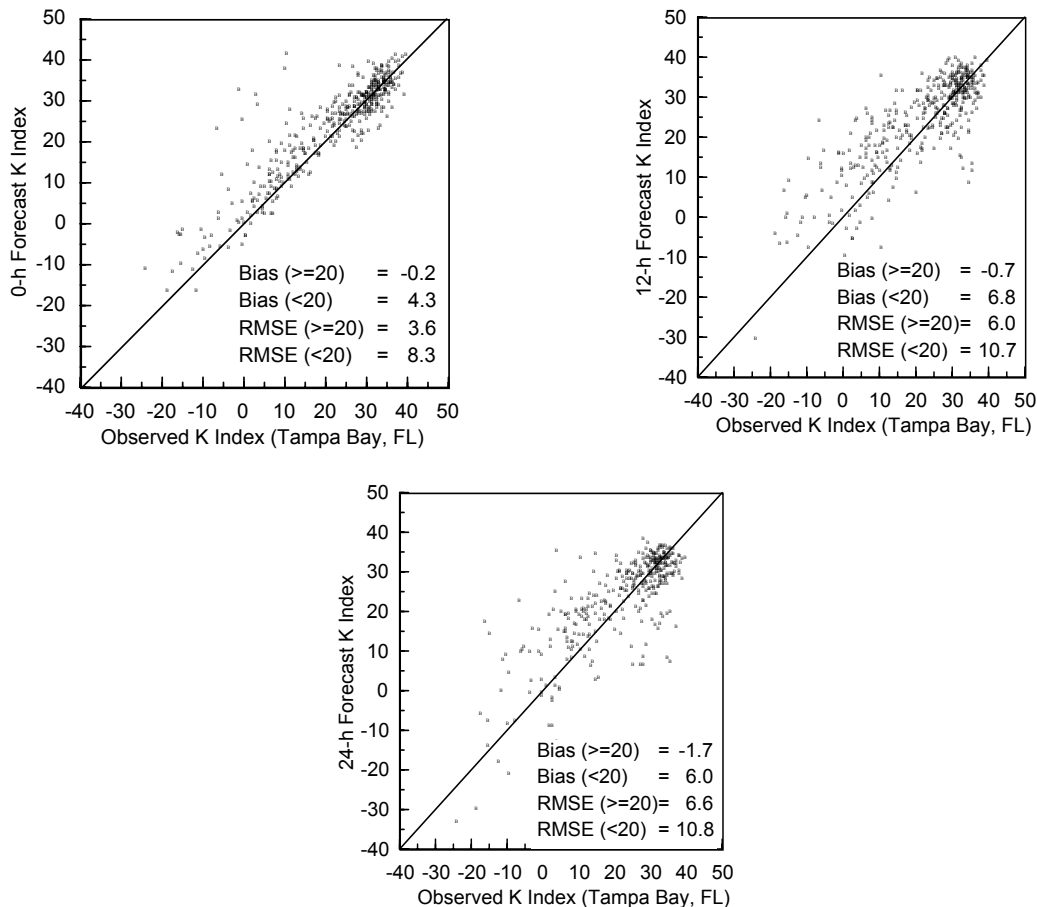 50
40
30
20
10
0
-10
-20
-30
-40
0-h Forecast K Index
Bias (>=20) = -0.2
Bias (<20) = 4.3
RMSE (>=20) = 3.6
RMSE (<20) = 8.3
-40 -30 -20 -10 0 10 20 30 40 50
Observed K Index (Tampa Bay, FL)
50
40
30
20
10
0
-10
-20
-30
-40
12-h Forecast K Index
Bias (>=20) = -0.7
Bias (<20) = 6.8
RMSE (>=20)= 6.0
RMSE (<20) = 10.7
-40 -30 -20 -10 0 10 20 30 40 50
Observed K Index (Tampa Bay, FL)
50
40
30
20
10
0
-10
-20
-30
-40
24-h Forecast K Index
Bias (>=20) = -1.7
Bias (<20) = 6.0
RMSE (>=20)= 6.6
RMSE (<20) = 10.8
-40 -30 -20 -10 0 10 20 30 40 50
Observed K Index (Tampa Bay, FL)